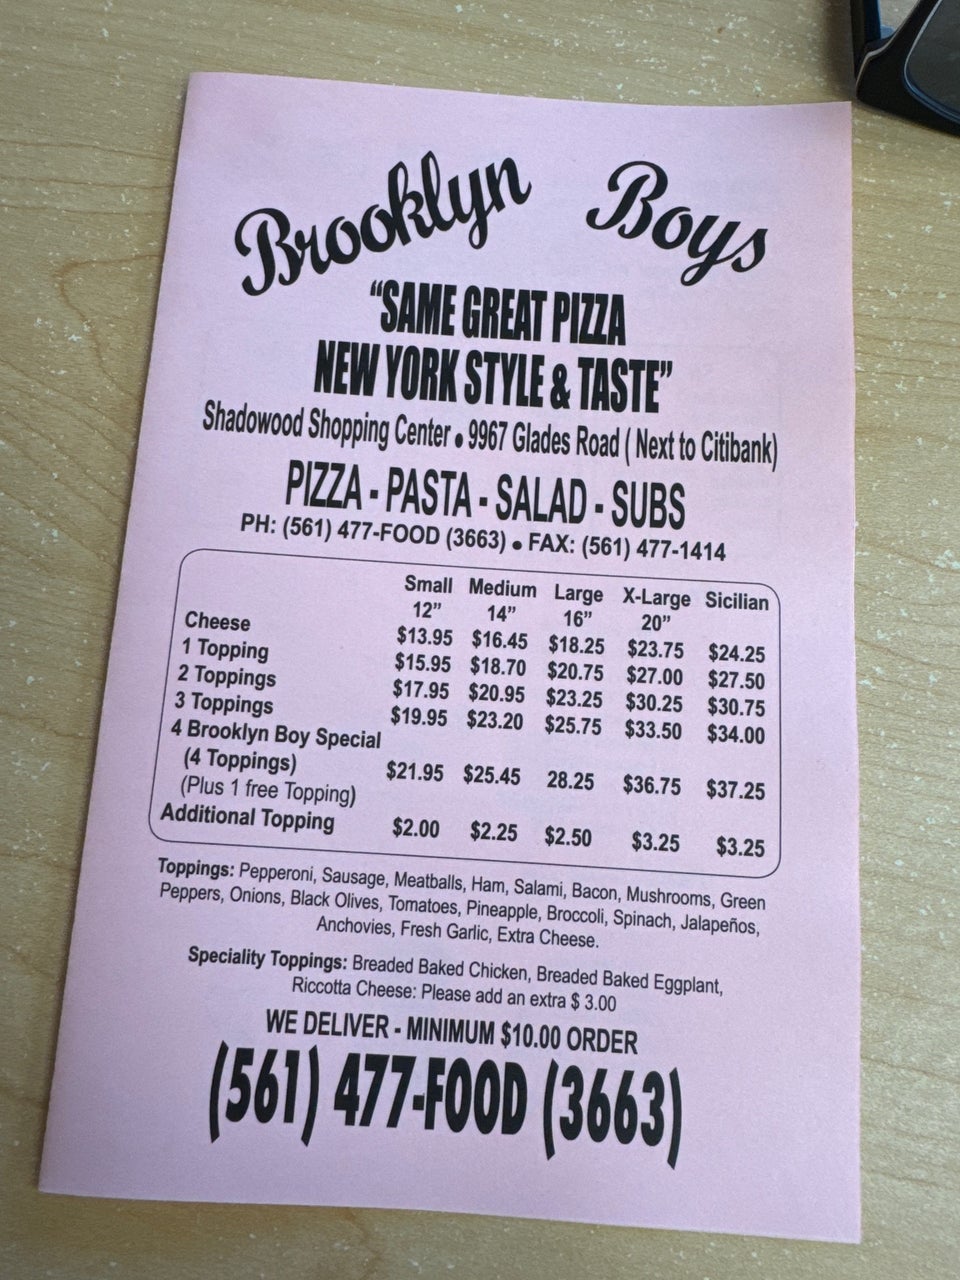 Brooklyn Boys
“SAME GREAT PIZZA
NEW YORK STYLE & TASTE”
Shadowood Shopping Center • 9967 Glades Road ( Next to Citibank)
PIZZA - PASTA - SALAD - SUBS
PH: (561) 477-FOOD (3663) • FAX: (561) 477-1414
Small Medium Large X-Large Sicilian
12” 14” 16” 20”
Cheese $13.95 $16.45 $18.25 $23.75 $24.25
1 Topping $15.95 $18.70 $20.75 $27.00 $27.50
2 Toppings $17.95 $20.95 $23.25 $30.25 $30.75
3 Toppings $19.95 $23.20 $25.75 $33.50 $34.00
4 Brooklyn Boy Special
(4 Toppings) $21.95 $25.45 28.25 $36.75 $37.25
(Plus 1 free Topping)
Additional Topping $2.00 $2.25 $2.50 $3.25 $3.25
Toppings: Pepperoni, Sausage, Meatballs, Ham, Salami, Bacon, Mushrooms, Green
Peppers, Onions, Black Olives, Tomatoes, Pineapple, Broccoli, Spinach, Jalapeños,
Anchovies, Fresh Garlic, Extra Cheese.
Speciality Toppings: Breaded Baked Chicken, Breaded Baked Eggplant,
Riccotta Cheese: Please add an extra $ 3.00
WE DELIVER - MINIMUM $10.00 ORDER
(561) 477-FOOD (3663)